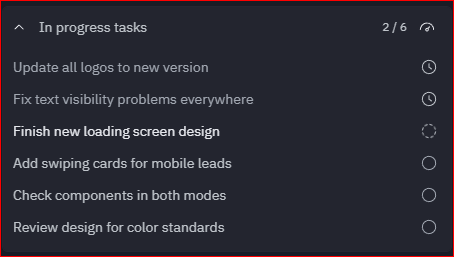 In progress tasks 2 / 6
Update all logos to new version
Fix text visibility problems everywhere
Finish new loading screen design
Add swiping cards for mobile leads
Check components in both modes
Review design for color standards